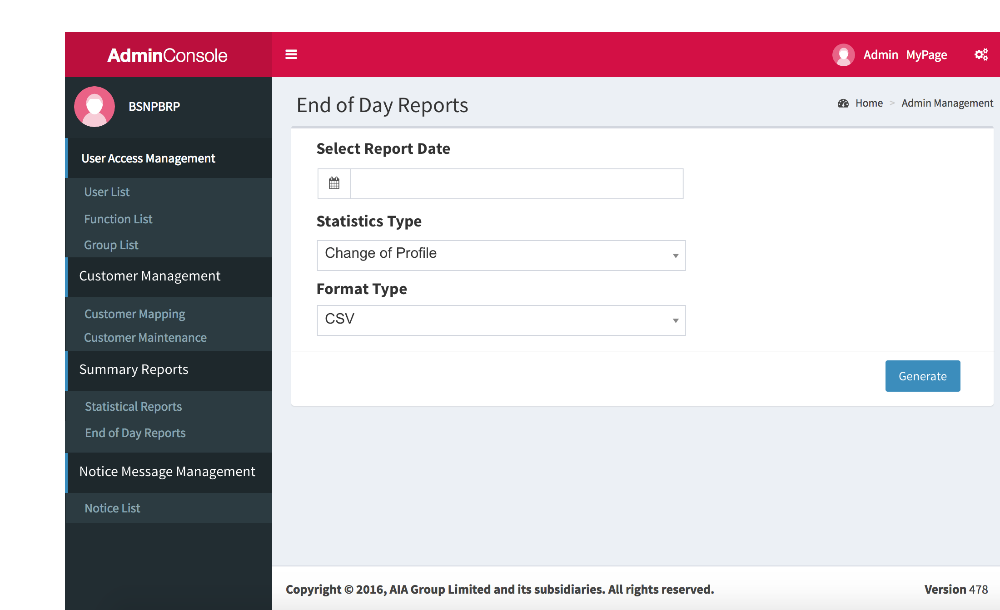 AdminConsole
Admin MyPage
BSNPBRP
User Access Management
User List
Function List
Group List
Customer Management
Customer Mapping
Customer Maintenance
Summary Reports
Statistical Reports
End of Day Reports
Notice Message Management
Notice List
End of Day Reports
Home > Admin Management
Select Report Date
Statistics Type
Change of Profile
Format Type
CSV
Generate
Copyright © 2016, AIA Group Limited and its subsidiaries. All rights reserved.
Version 478